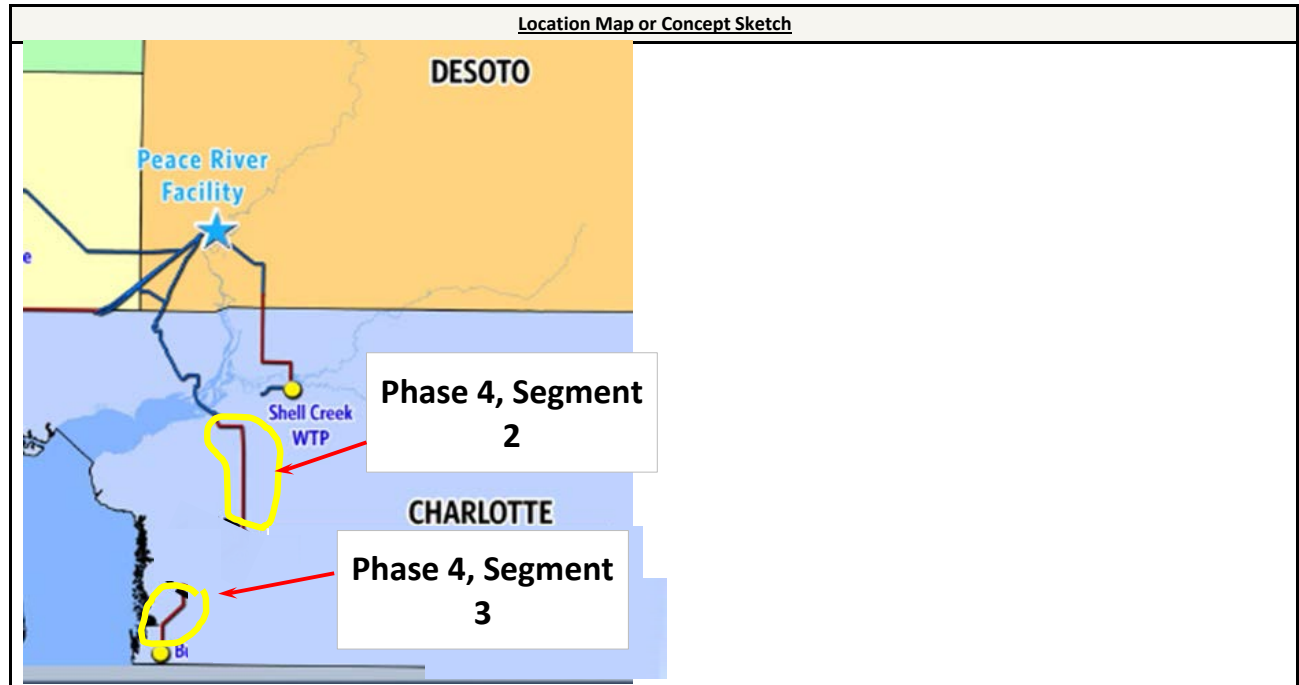 Location Map or Concept Sketch
DESOTO
Peace River
Facility
e
Shell Creek
WTP
Phase 4, Segment
2
CHARLOTTE
Phase 4, Segment
3